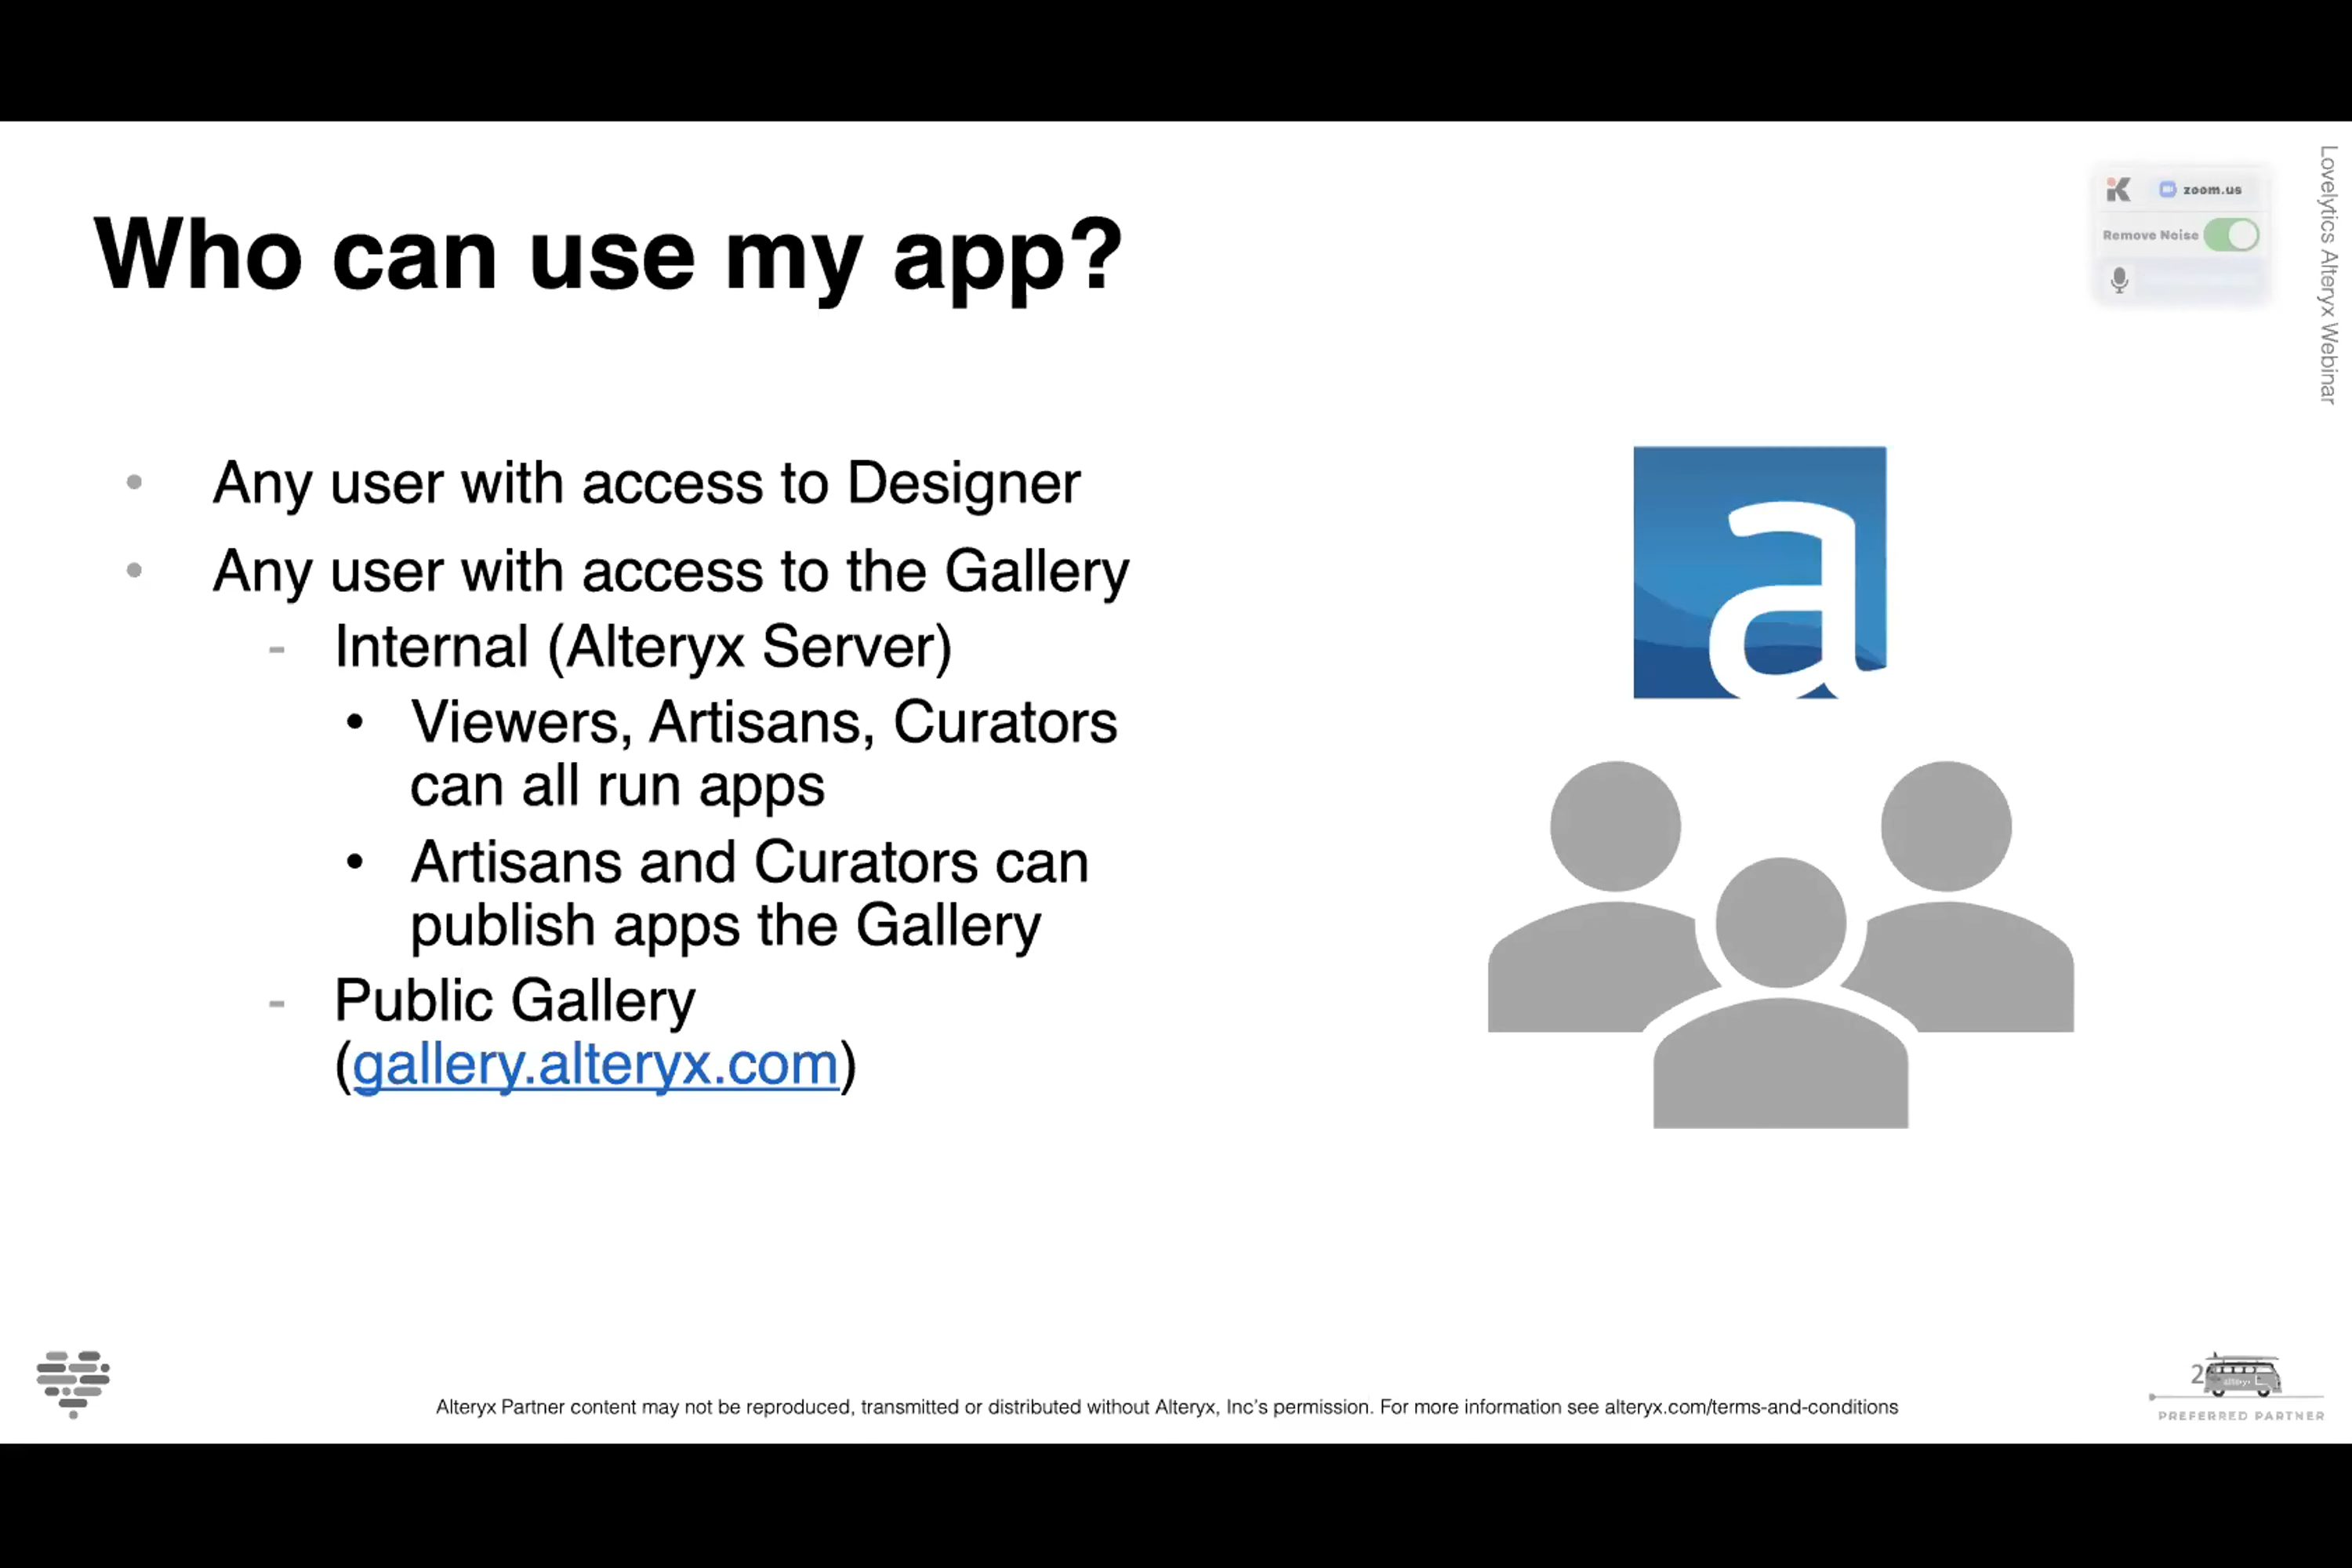 Who can use my app?
zoom.us
Remove Noise
Lovelytics Alteryx Webinar
Any user with access to Designer
Any user with access to the Gallery
- Internal (Alteryx Server)
• Viewers, Artisans, Curators
can all run apps
• Artisans and Curators can
publish apps the Gallery
- Public Gallery
(gallery.alteryx.com)
a
Alteryx Partner content may not be reproduced, transmitted or distributed without Alteryx, Inc's permission. For more information see alteryx.com/terms-and-conditions
PREFERRED PARTNER